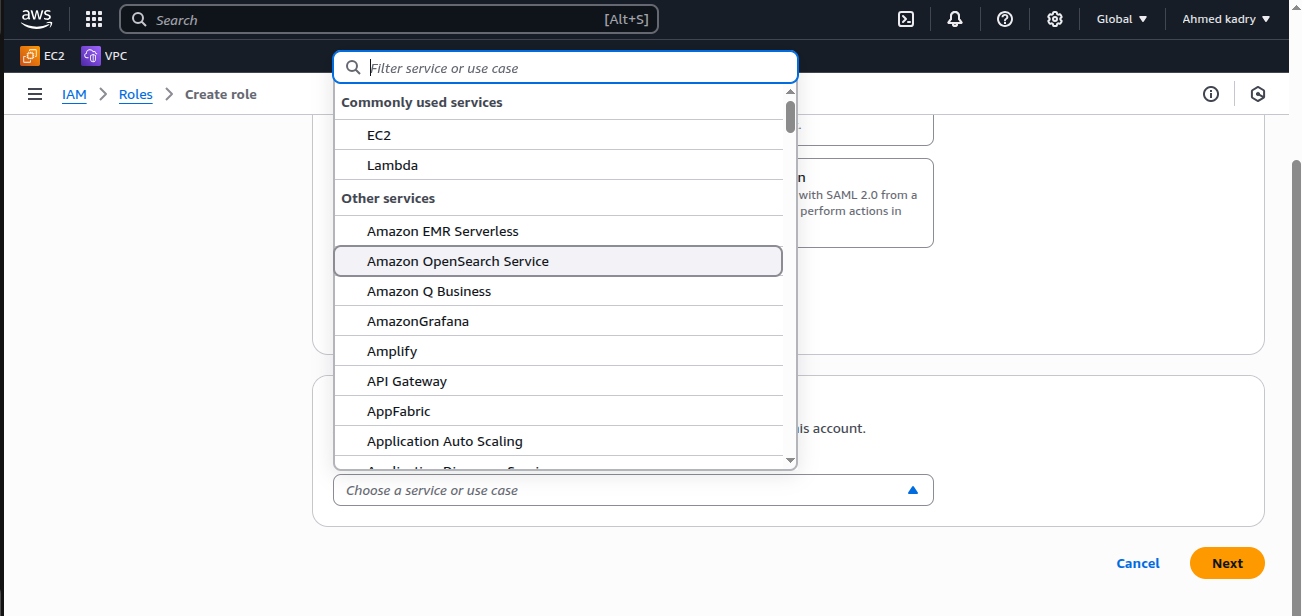 aws
Search [Alt+S]
Global
Ahmed kadry
EC2
VPC
Filter service or use case
IAM > Roles > Create role
Commonly used services
EC2
Lambda
Other services
Amazon EMR Serverless
with SAML 2.0 from a
perform actions in
Amazon OpenSearch Service
Amazon Q Business
AmazonGrafana
Amplify
API Gateway
AppFabric
account.
Application Auto Scaling
Choose a service or use case
Cancel
Next